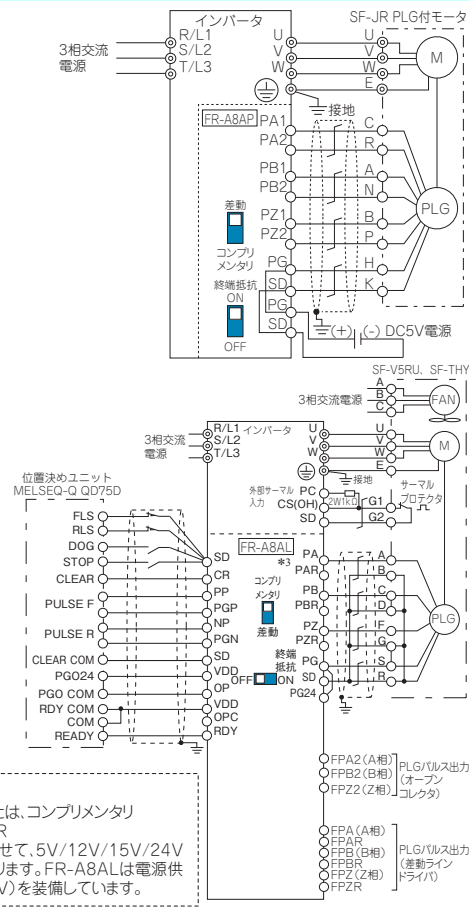 インバータ
SF-JR PLG付モータ
3相交流
電源
R/L1
S/L2
T/L3
U
V
W
U
V
W
E
M
接地
FR-A8AP
PA1
PA2
PB1
PB2
PZ1
PZ2
PG
SD
PG
SD
C
R
A
N
B
P
H
K
PLG
差動
コンプリ
メンタリ
終端抵抗
ON
OFF
(+)
(-)
DC5V電源
SF-V5RU、SF-THY
3相交流電源
A
B
C
FAN
3相交流
電源
R/L1
S/L2
T/L3
インバータ
U
V
W
U
V
W
E
M
接地
外部サーマル
入力
PC
CS(OH)
SD
2W1kΩ
G1
G2
サーマル
プロテクタ
位置決めユニット
MELSEQ-Q QD75D
FLS
RLS
DOG
STOP
CLEAR
PULSE F
PULSE R
CLEAR COM
PGO24
PGO COM
RDY COM
COM
READY
SD
CR
PP
PGP
NP
PGN
SD
VDD
OP
VDD
OPC
RDY
FR-A8AL
*3
コンプリ
メンタリ
差動
終端
抵抗
OFF
ON
PA
PAR
PB
PBR
PZ
PZR
PG
SD
PG24
A
B
C
D
F
G
S
R
PLG
FPA2(A相)
FPB2(B相)
FPZ2(Z相)
PLGパルス出力
(オープン
コレクタ)
FPA(A相)
FPAR
FPB(B相)
FPBR
FPZ(Z相)
FPZR
PLGパルス出力
(差動ライン
ドライバ)
は、コンプリメンタリ
R
せて、5V/12V/15V/24V
ります。FR-A8ALは電源供
V)を装備しています。